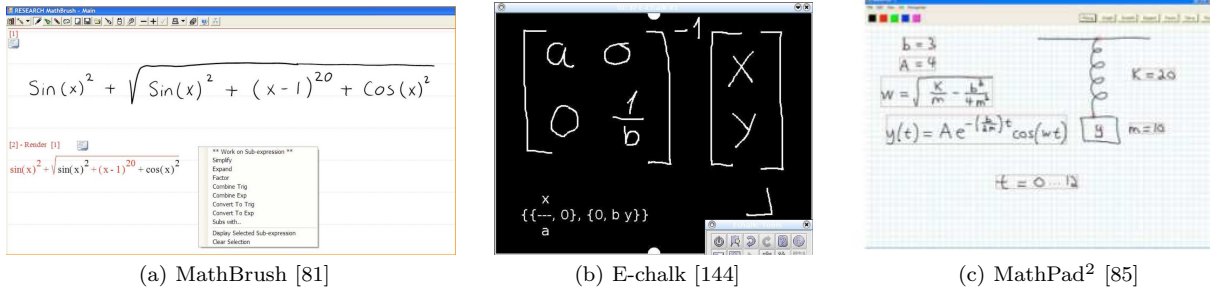 RESEARCH MathBrush - Main
[1]
Sin(x)² + √(Sin(x)² + (x-1)²⁰ + Cos(x)²)
[2] - Render [1]
sin(x)² + √(sin(x)² + (x-1)²⁰ + cos(x)²)
** Work on Sub-expression **
Simplify
Expand
Factor
Combine Trig
Combine Exp
Convert To Trig
Convert To Exp
Subs with..
Display Selected Sub-expression
Clear Selection
(a) MathBrush [81]
[a 0; 0 1/b]⁻¹ [x; y]
x
{{---, 0}, {0, b y}}
a
(b) E-chalk [144]
b = 3
A = 4
w = √(K/m - b²/4m²)
y(t) = A e^(-(b/2m)t) cos(wt)
K = 20
y
m = 10
t = 0 ... 12
(c) MathPad² [85]